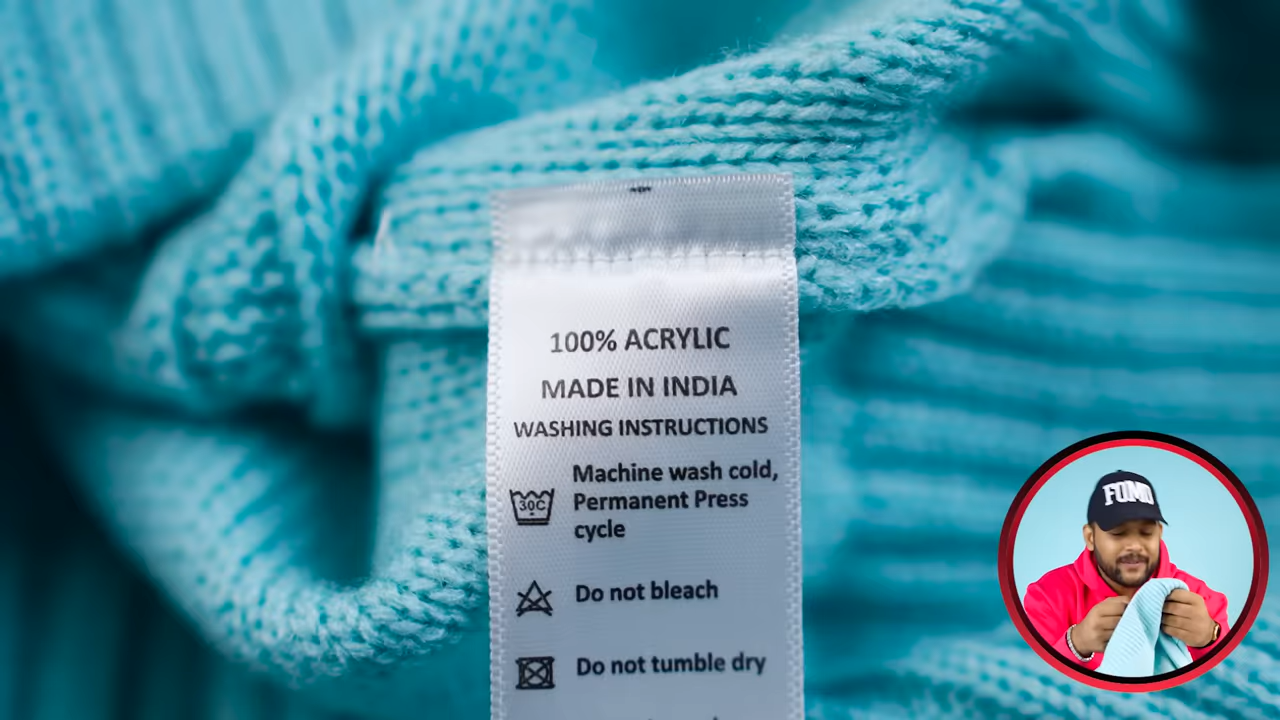 100% ACRYLIC
MADE IN INDIA
WASHING INSTRUCTIONS
30C
Machine wash cold,
Permanent Press
cycle
Do not bleach
Do not tumble dry
FOMO